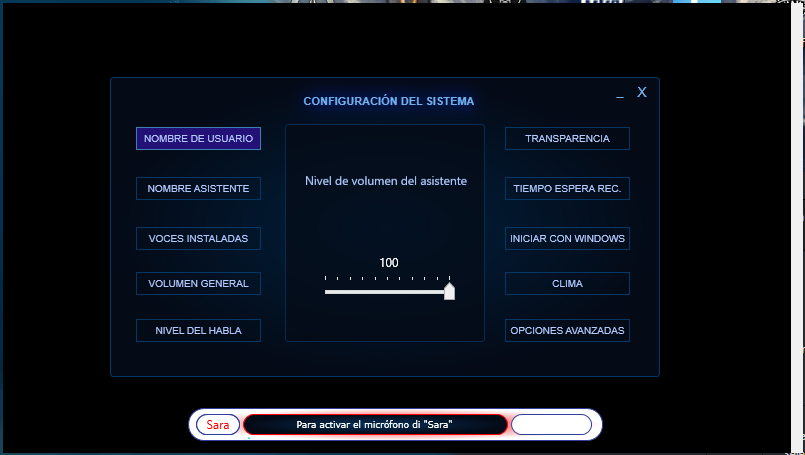 CONFIGURACIÓN DEL SISTEMA
_ X
NOMBRE DE USUARIO
NOMBRE ASISTENTE
VOCES INSTALADAS
VOLUMEN GENERAL
NIVEL DEL HABLA
Nivel de volumen del asistente
100
TRANSPARENCIA
TIEMPO ESPERA REC.
INICIAR CON WINDOWS
CLIMA
OPCIONES AVANZADAS
Sara
Para activar el micrófono di "Sara"